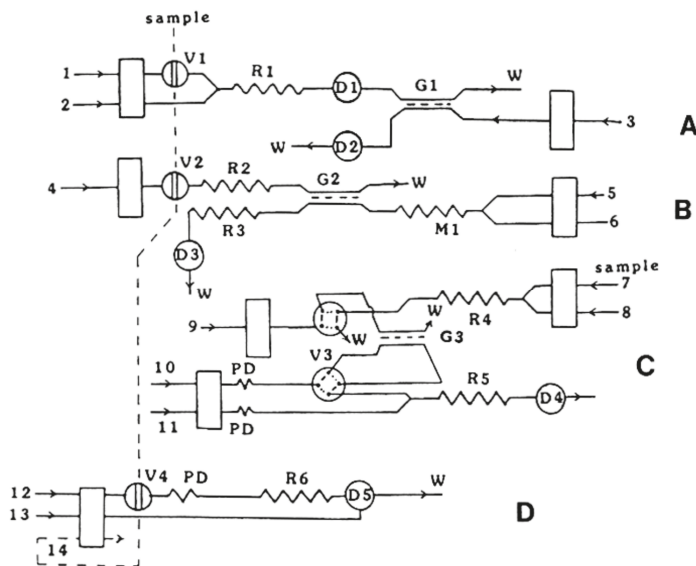 sample
V1
1
R1
D1
G1
W
2
3
A
W
D2
V2
R2
G2
W
4
5
B
R3
M1
6
D3
W
sample
7
W
R4
8
9
W
G3
V3
10
PD
C
R5
D4
11
PD
V4
PD
R6
W
12
D5
13
D
14